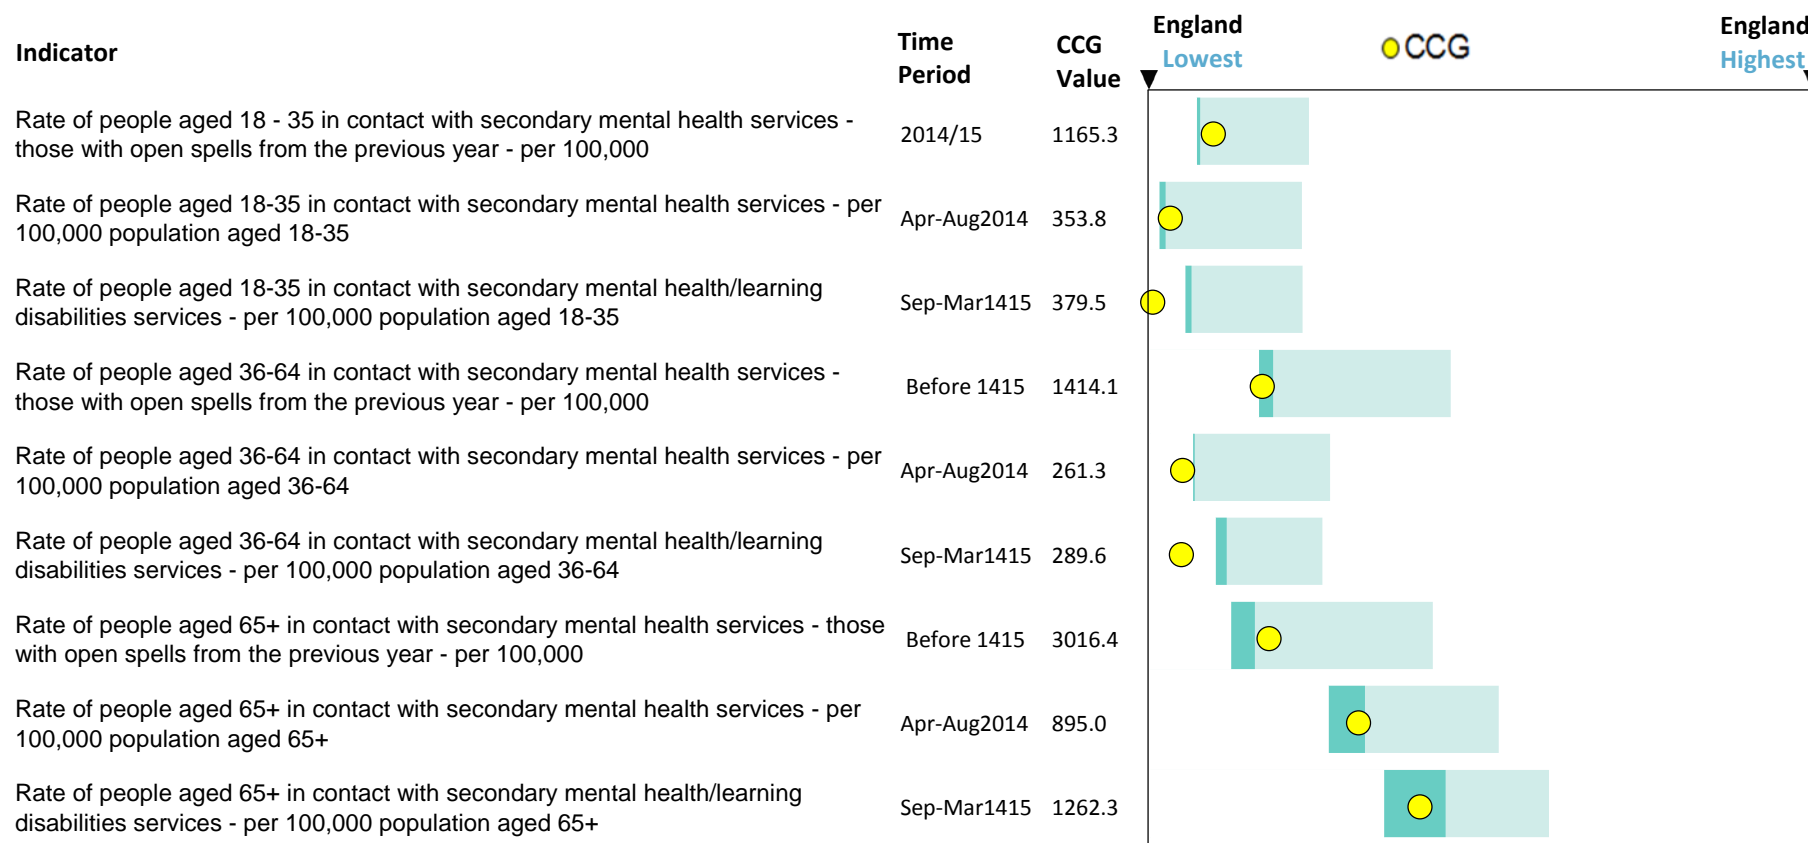 Indicator
Time
Period
CCG
Value
England
Lowest
CCG
England
Highest
Rate of people aged 18 - 35 in contact with secondary mental health services -
those with open spells from the previous year - per 100,000
2014/15
1165.3
Rate of people aged 18-35 in contact with secondary mental health services - per
100,000 population aged 18-35
Apr-Aug2014
353.8
Rate of people aged 18-35 in contact with secondary mental health/learning
disabilities services - per 100,000 population aged 18-35
Sep-Mar1415
379.5
Rate of people aged 36-64 in contact with secondary mental health services -
those with open spells from the previous year - per 100,000
Before 1415
1414.1
Rate of people aged 36-64 in contact with secondary mental health services - per
100,000 population aged 36-64
Apr-Aug2014
261.3
Rate of people aged 36-64 in contact with secondary mental health/learning
disabilities services - per 100,000 population aged 36-64
Sep-Mar1415
289.6
Rate of people aged 65+ in contact with secondary mental health services - those
with open spells from the previous year - per 100,000
Before 1415
3016.4
Rate of people aged 65+ in contact with secondary mental health services - per
100,000 population aged 65+
Apr-Aug2014
895.0
Rate of people aged 65+ in contact with secondary mental health/learning
disabilities services - per 100,000 population aged 65+
Sep-Mar1415
1262.3